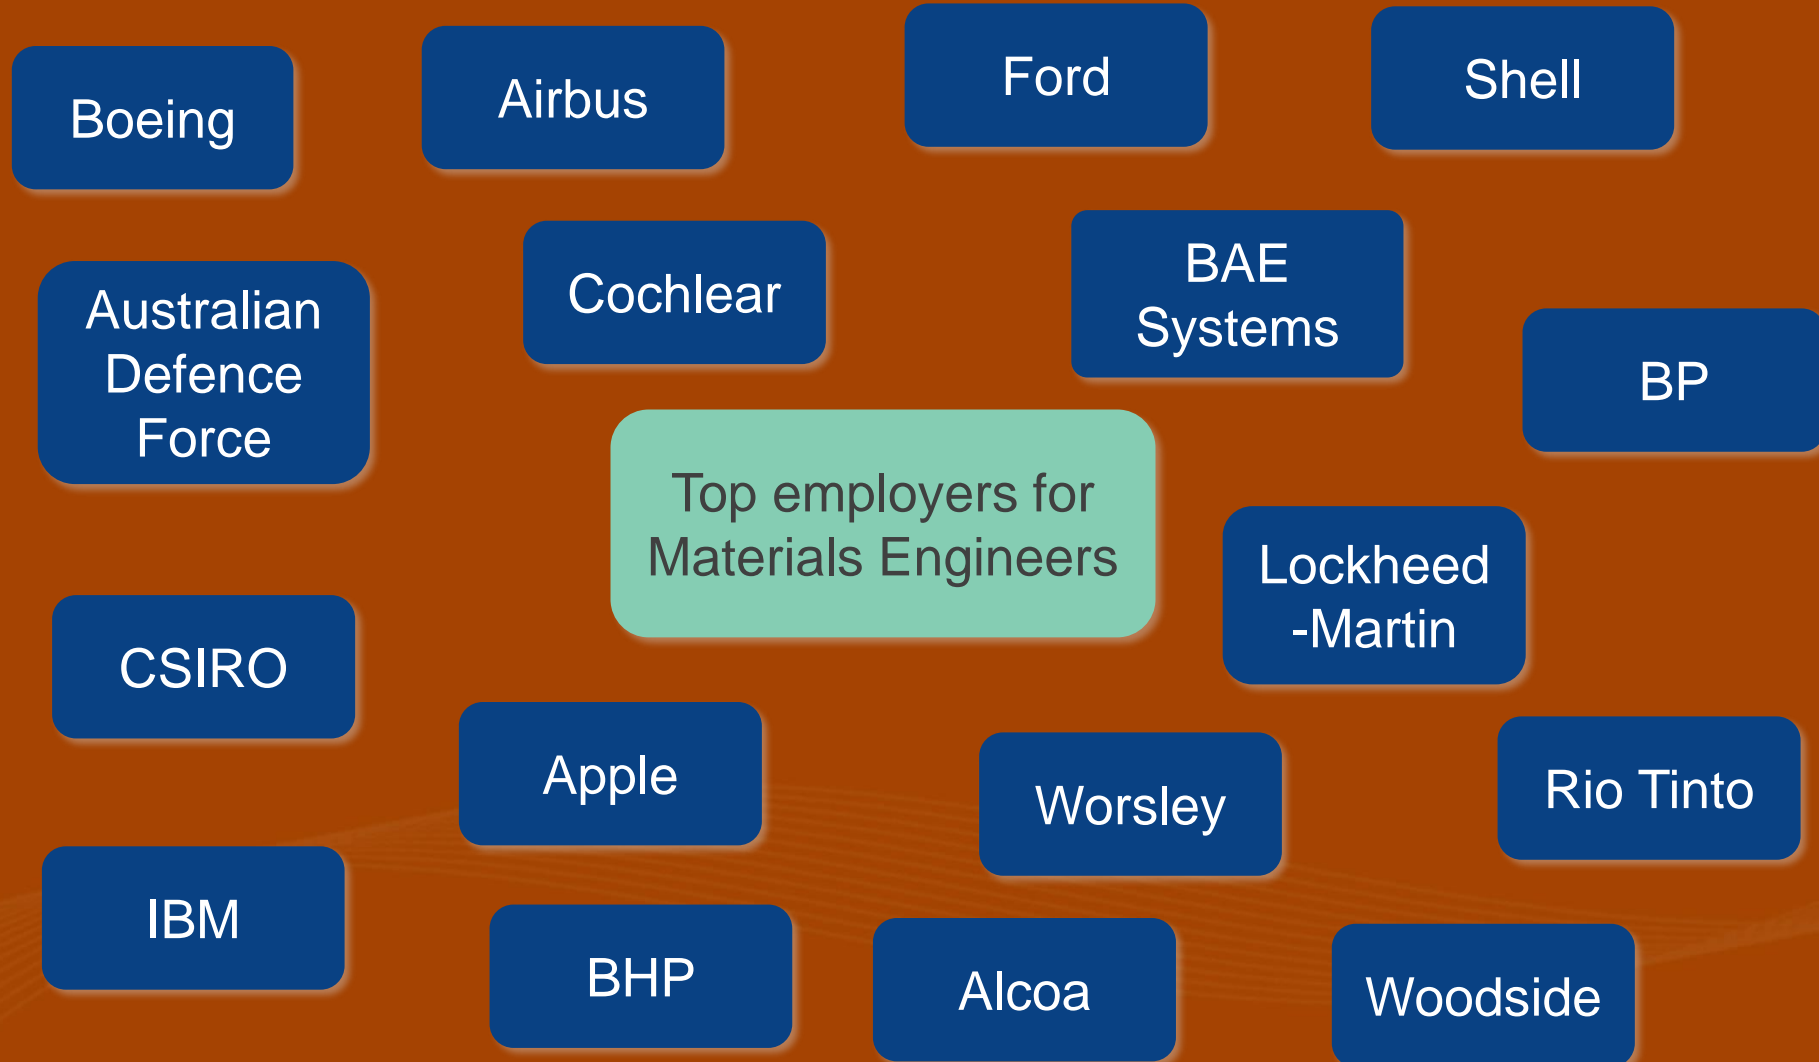 Boeing
Airbus
Ford
Shell
Australian
Defence
Force
Cochlear
BAE
Systems
BP
Top employers for
Materials Engineers
Lockheed
-Martin
CSIRO
Apple
Worsley
Rio Tinto
IBM
BHP
Alcoa
Woodside